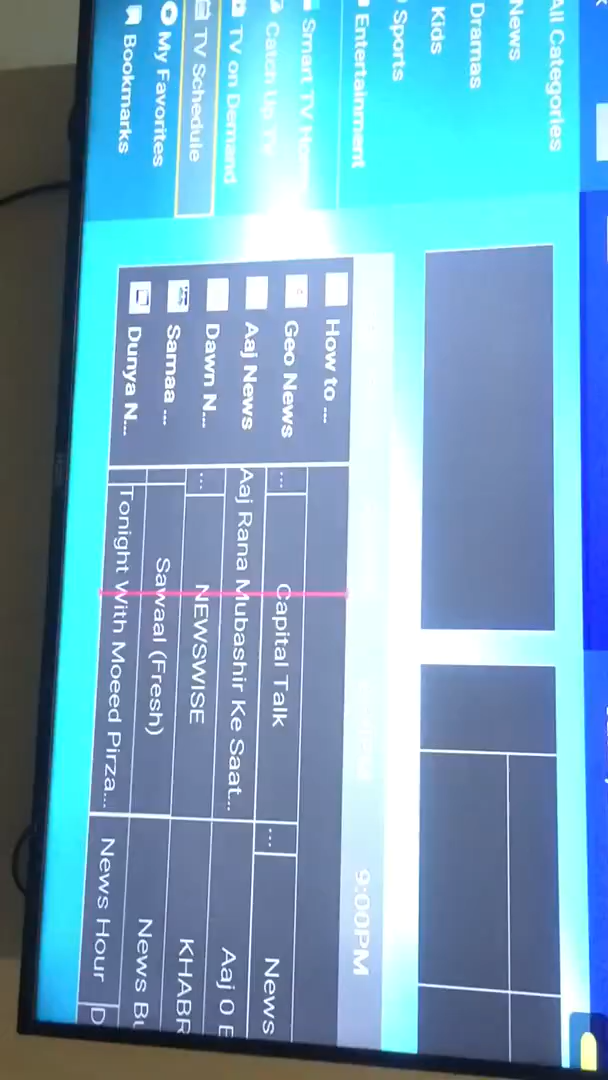 All Categories
News
Dramas
Kids
Sports
Entertainment
Smart TV
Catch Up TV
TV on Demand
TV Schedule
My Favorites
Bookmarks
9:00PM
How to ...
Geo News ... Capital Talk ... News
Aaj News Aaj Rana Mubashir Ke Saat... Aaj
Dawn N... ... NEWSWISE KHABR
Samaa ... Sawaal (Fresh) News
Dunya N... Tonight With Moeed Pirza... News Hour D